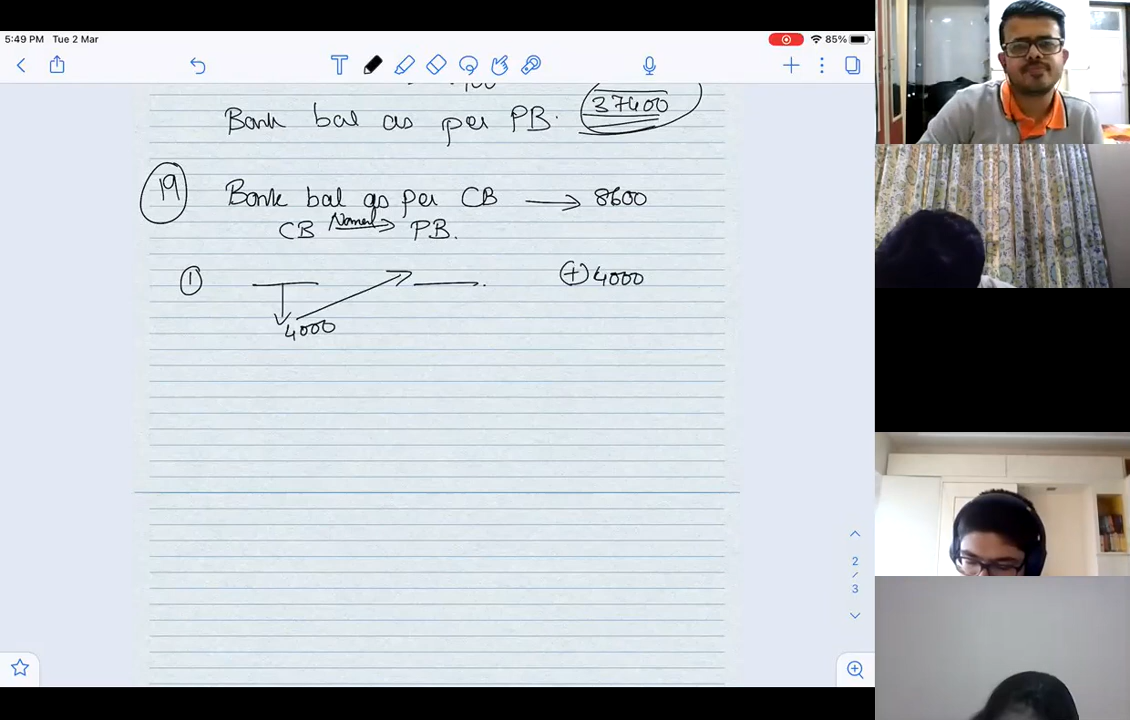 5:49 PM Tue 2 Mar
85%
Bank bal as per PB. 37400
19 Bank bal as per CB → 8600
CB Normal PB.
1 + 4000
4000
2
/
3